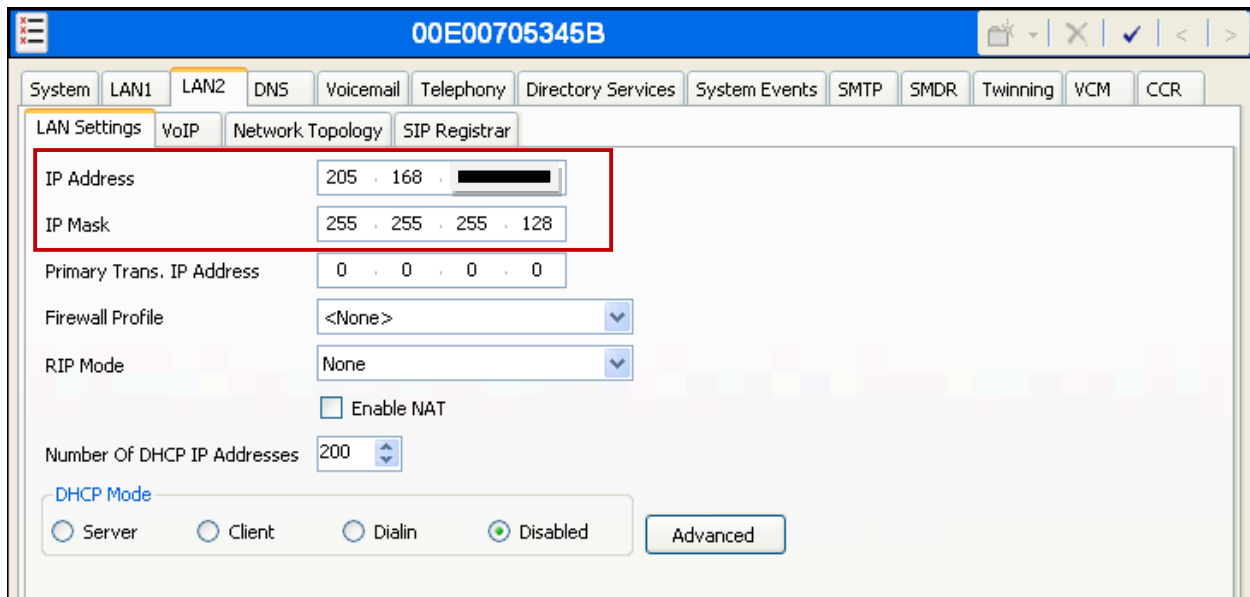 00E00705345B
System LAN1 LAN2 DNS Voicemail Telephony Directory Services System Events SMTP SMDR Twinning VCM CCR
LAN Settings VoIP Network Topology SIP Registrar
IP Address 205 . 168 .
IP Mask 255 . 255 . 255 . 128
Primary Trans. IP Address 0 . 0 . 0 . 0
Firewall Profile <None>
RIP Mode None
Enable NAT
Number Of DHCP IP Addresses 200
DHCP Mode
Server Client Dialin Disabled Advanced